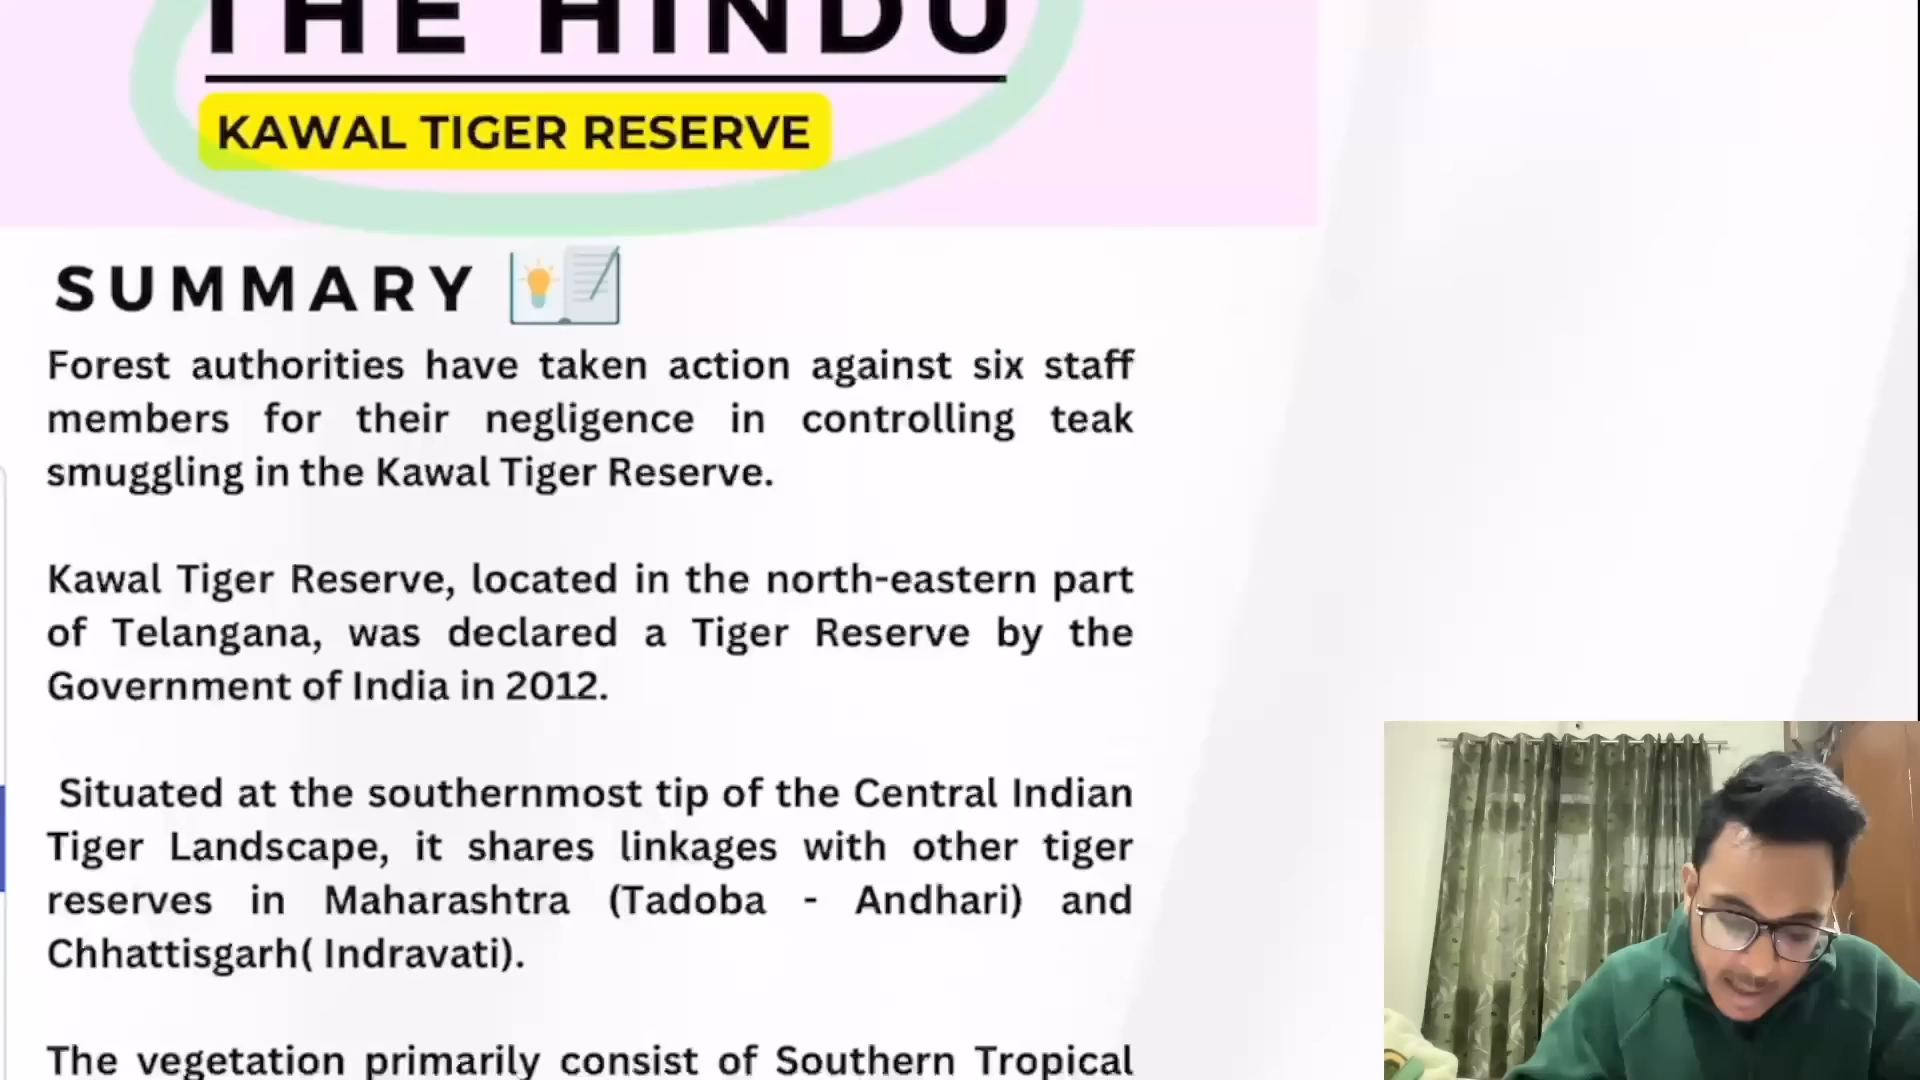 THE HINDU
KAWAL TIGER RESERVE
SUMMARY
Forest authorities have taken action against six staff
members for their negligence in controlling teak
smuggling in the Kawal Tiger Reserve.
Kawal Tiger Reserve, located in the north-eastern part
of Telangana, was declared a Tiger Reserve by the
Government of India in 2012.
Situated at the southernmost tip of the Central Indian
Tiger Landscape, it shares linkages with other tiger
reserves in Maharashtra (Tadoba - Andhari) and
Chhattisgarh( Indravati).
The vegetation primarily consist of Southern Tropical